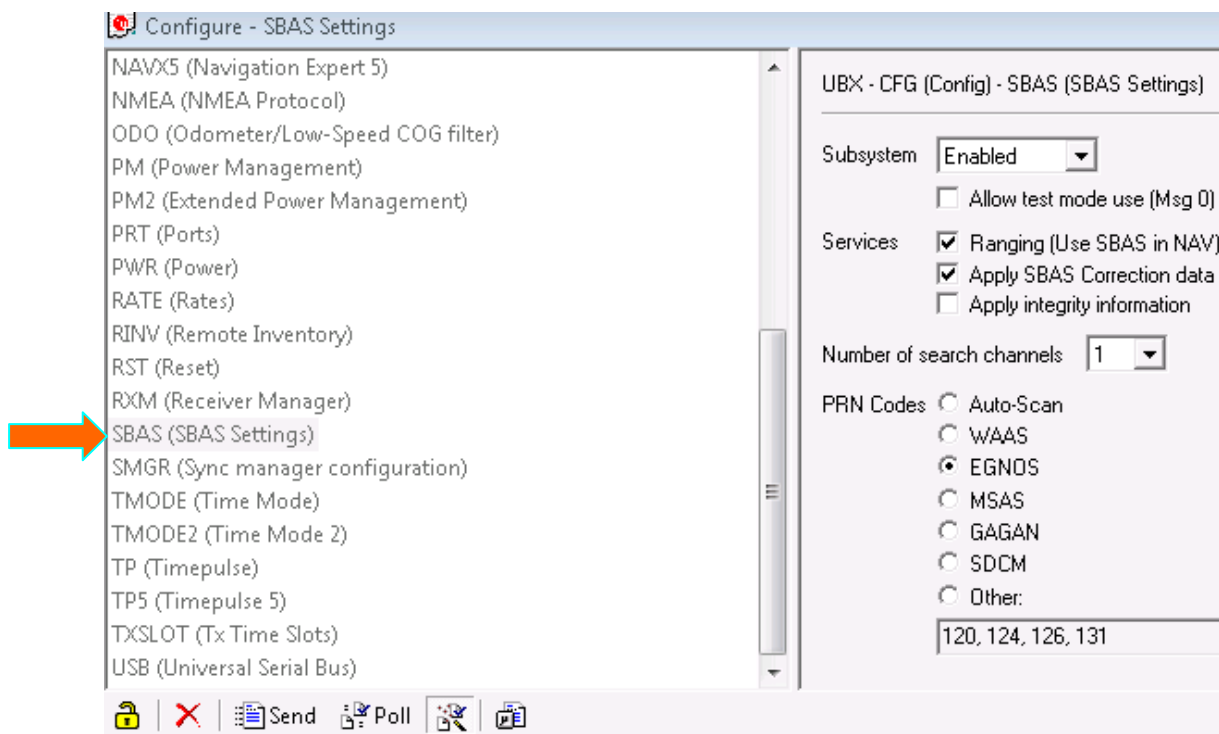 Configure - SBAS Settings
NAVX5 (Navigation Expert 5)
NMEA (NMEA Protocol)
ODO (Odometer/Low-Speed COG filter)
PM (Power Management)
PM2 (Extended Power Management)
PRT (Ports)
PWR (Power)
RATE (Rates)
RINV (Remote Inventory)
RST (Reset)
RXM (Receiver Manager)
SBAS (SBAS Settings)
SMGR (Sync manager configuration)
TMODE (Time Mode)
TMODE2 (Time Mode 2)
TP (Timepulse)
TP5 (Timepulse 5)
TXSLOT (Tx Time Slots)
USB (Universal Serial Bus)
UBX - CFG (Config) - SBAS (SBAS Settings)
Subsystem Enabled
Allow test mode use (Msg 0)
Services Ranging (Use SBAS in NAV)
Apply SBAS Correction data
Apply integrity information
Number of search channels 1
PRN Codes Auto-Scan
WAAS
EGNOS
MSAS
GAGAN
SDCM
Other:
120, 124, 126, 131
Send Poll